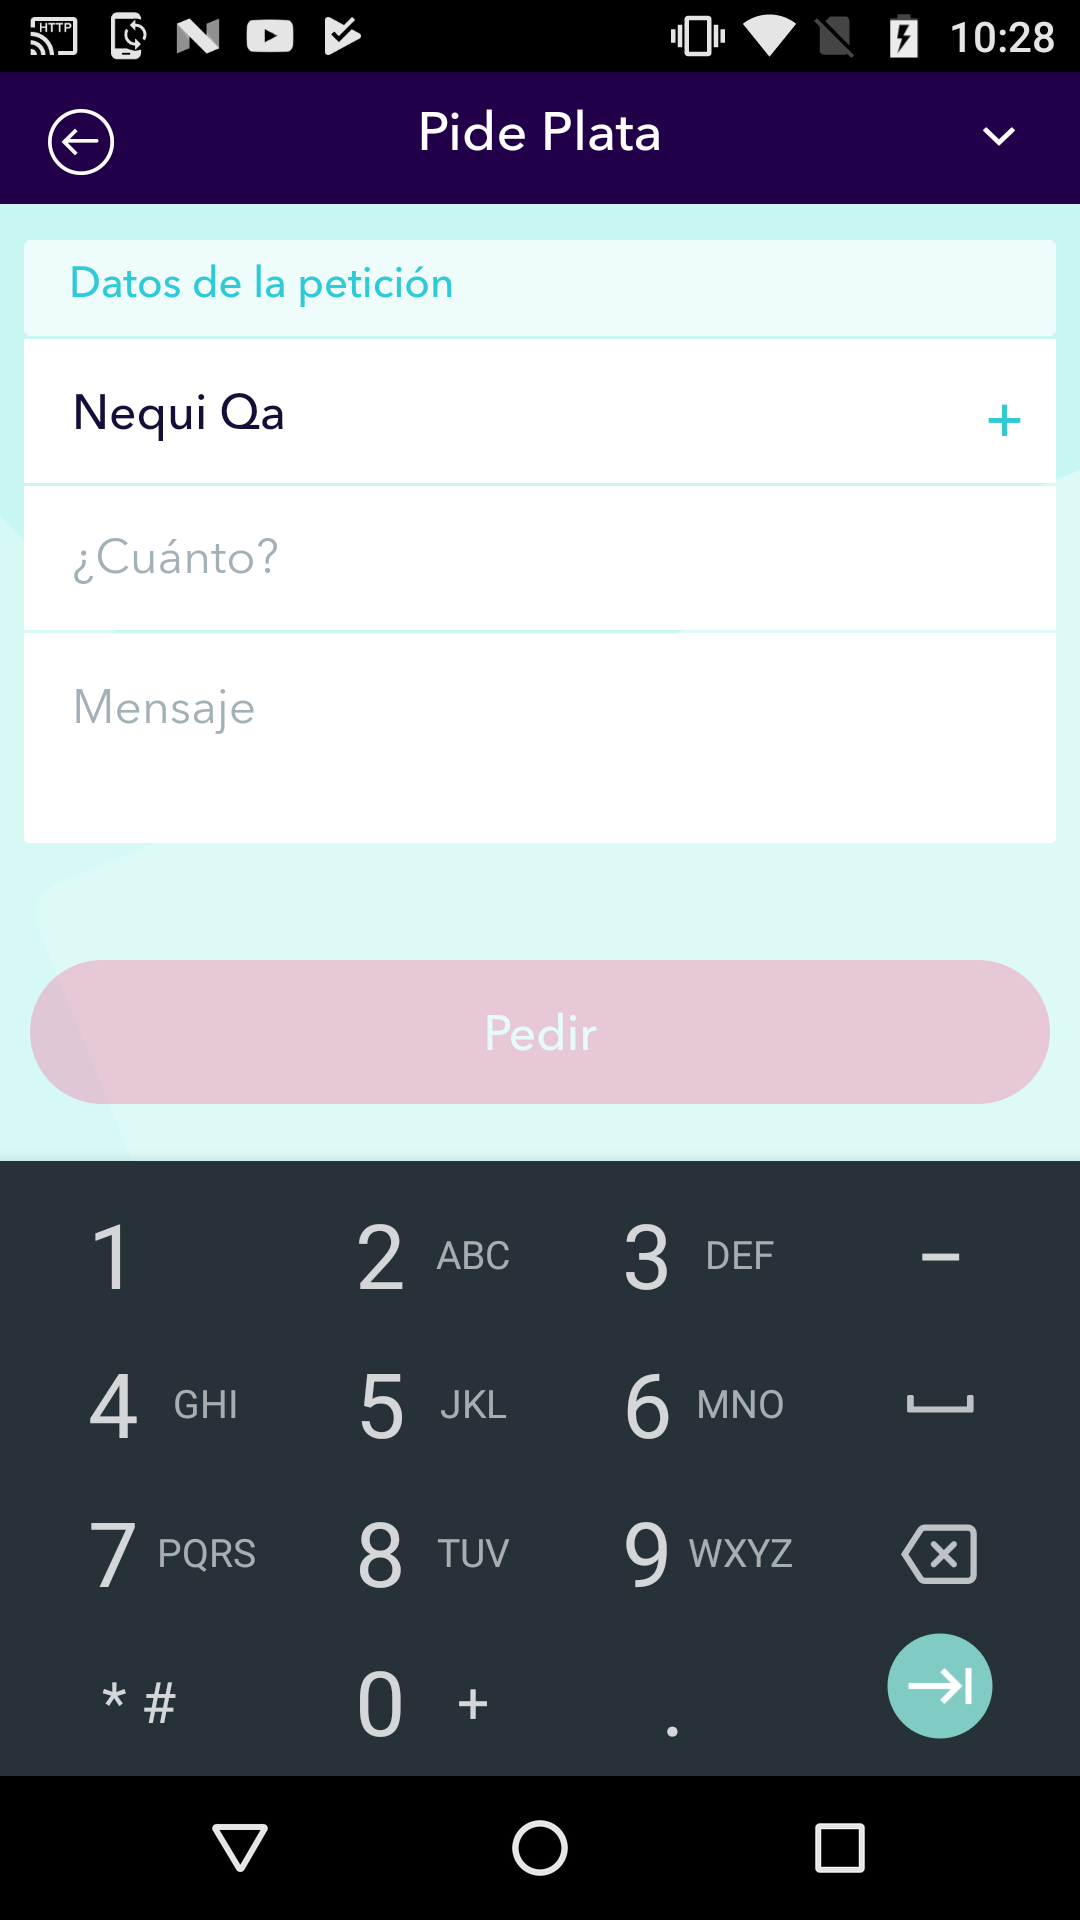 HTTP
10:28
Pide Plata
Datos de la petición
Nequi Qa
+
¿Cuánto?
Mensaje
Pedir
1 2 ABC 3 DEF –
4 GHI 5 JKL 6 MNO
7 PQRS 8 TUV 9 WXYZ
* # 0 + .